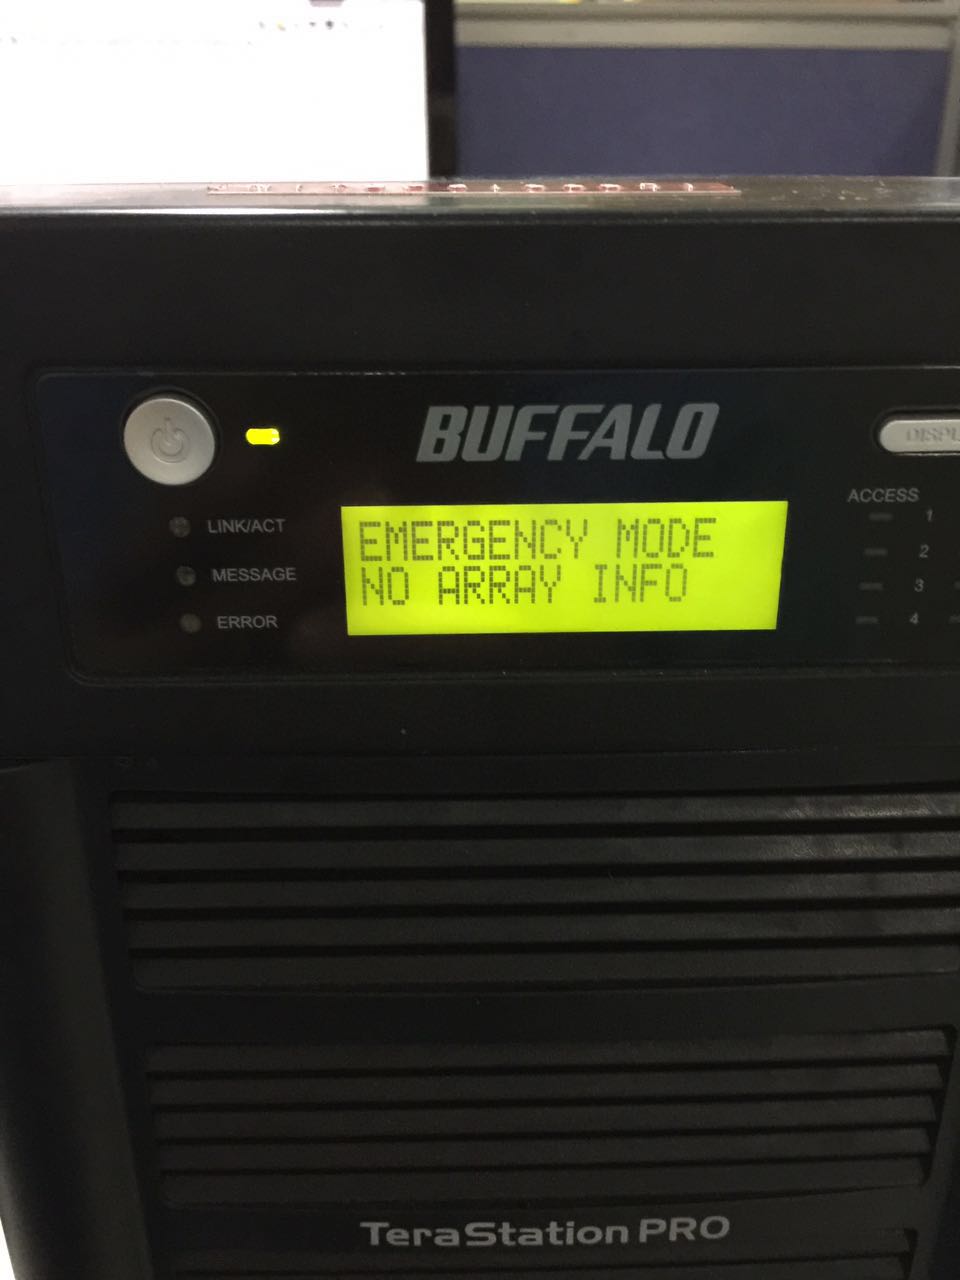 BUFFALO
ACCESS
LINK/ACT
MESSAGE
ERROR
EMERGENCY MODE
NO ARRAY INFO
1
2
3
4
TeraStation PRO